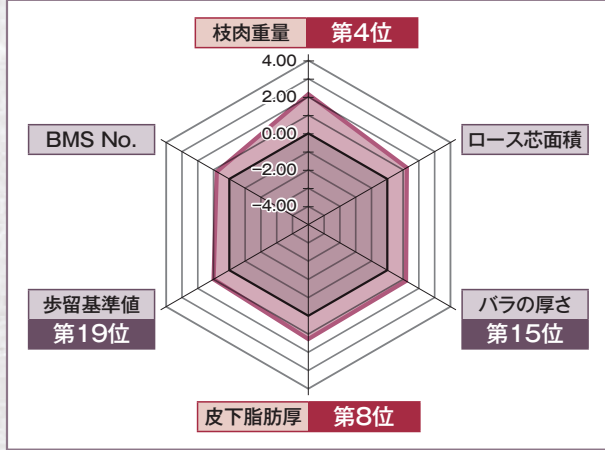 枝肉重量 第4位
4.00
2.00
0.00
−2.00
−4.00
BMS No.
ロース芯面積
歩留基準値
第19位
バラの厚さ
第15位
皮下脂肪厚 第8位